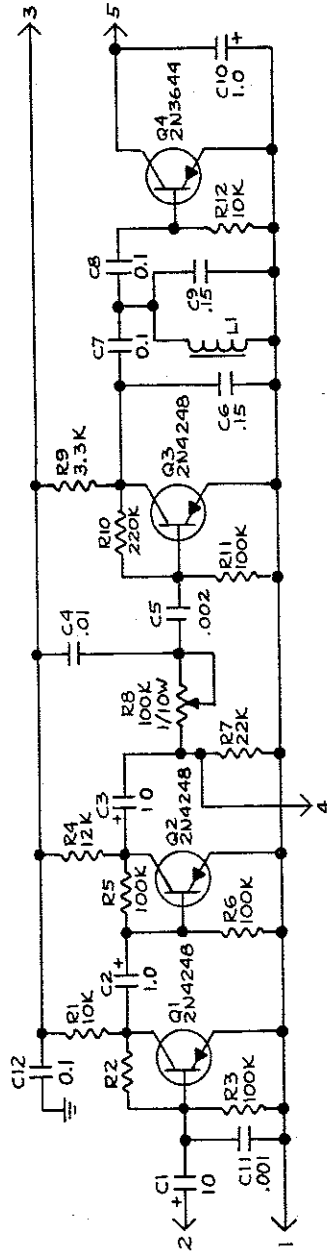 3
5
C12
0.1
R1
10K
R2
C1
10
+
2
C11
.001
R3
100K
Q1
2N4248
1
C2
+
1.0
R4
12K
R5
100K
C3
+
10
Q2
2N4248
R6
100K
4
R7
22K
R8
100K
1/10W
C4
.01
C5
.002
R9
3.3K
R10
220K
Q3
2N4248
R11
100K
C6
.15
C7
0.1
L1
C8
0.1
C9
.15
Q4
2N3644
R12
10K
C10
1.0
+